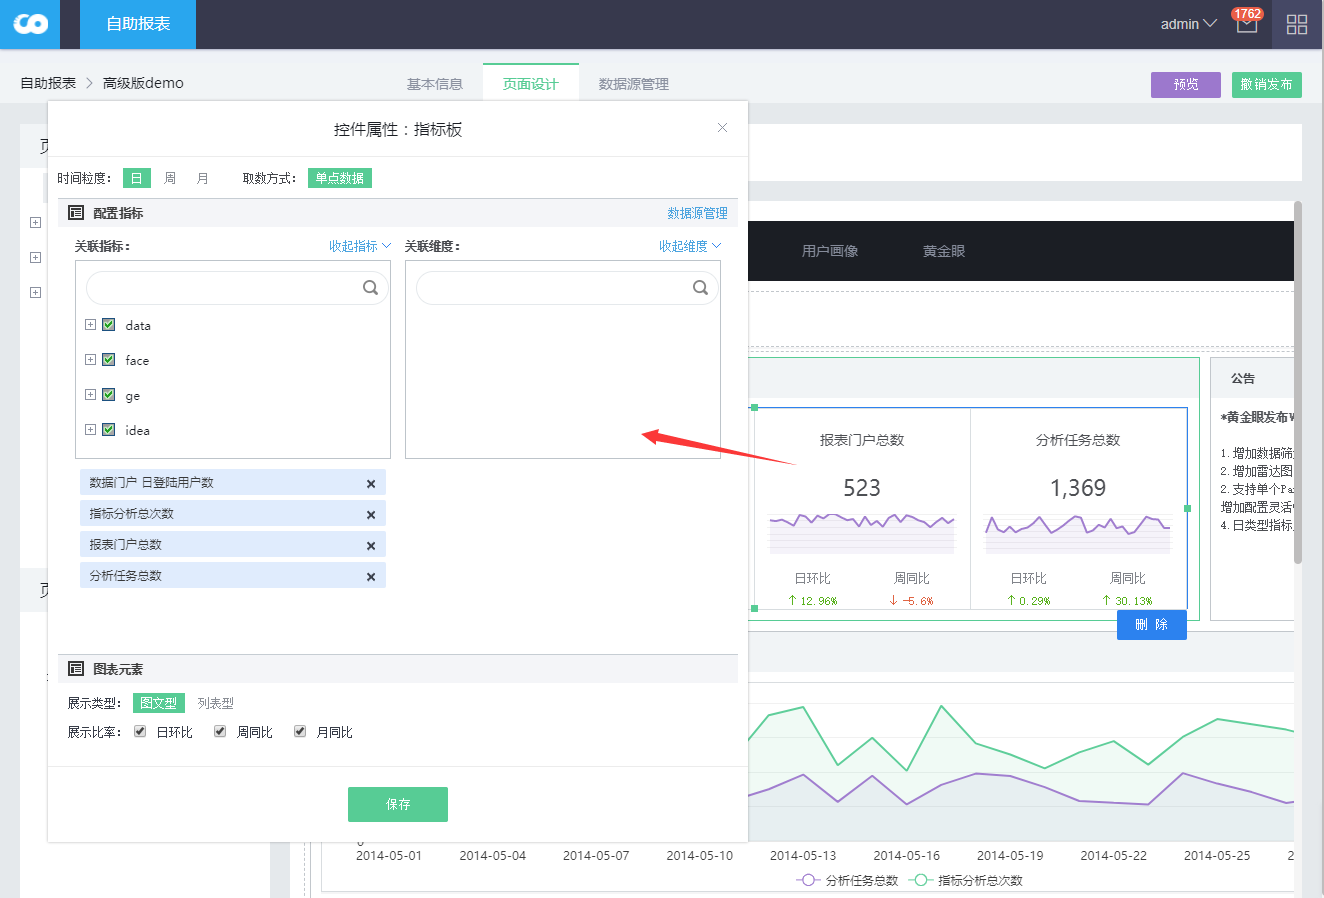 自助报表
admin
1762
自助报表 > 高级版demo
基本信息
页面设计
数据源管理
预览
撤销发布
控件属性：指标板
时间粒度：
日
周
月
取数方式：
单点数据
配置指标
数据源管理
关联指标：
收起指标
关联维度：
收起维度
data
face
ge
idea
数据门户 日登陆用户数
指标分析总次数
报表门户总数
分析任务总数
图表元素
展示类型：
图文型
列表型
展示比率：
日环比
周同比
月同比
保存
用户画像
黄金眼
报表门户总数
523
日环比
周同比
↑ 12.96%
↓ -5.6%
分析任务总数
1,369
日环比
周同比
↑ 0.29%
↑ 30.13%
删 除
公告
*黄金眼发布
1. 增加数据筛
2. 增加雷达图
2. 支持单个Pa
增加配置灵活
4. 日类型指标
0
2014-05-01
2014-05-04
2014-05-07
2014-05-10
2014-05-13
2014-05-16
2014-05-19
2014-05-22
2014-05-25
2
分析任务总数
指标分析总次数